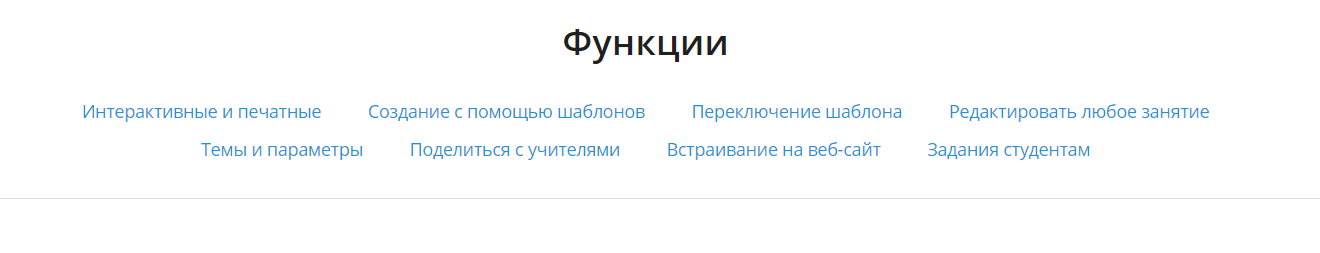 Функции
Интерактивные и печатные Создание с помощью шаблонов Переключение шаблона Редактировать любое занятие
Темы и параметры Поделиться с учителями Встраивание на веб-сайт Задания студентам